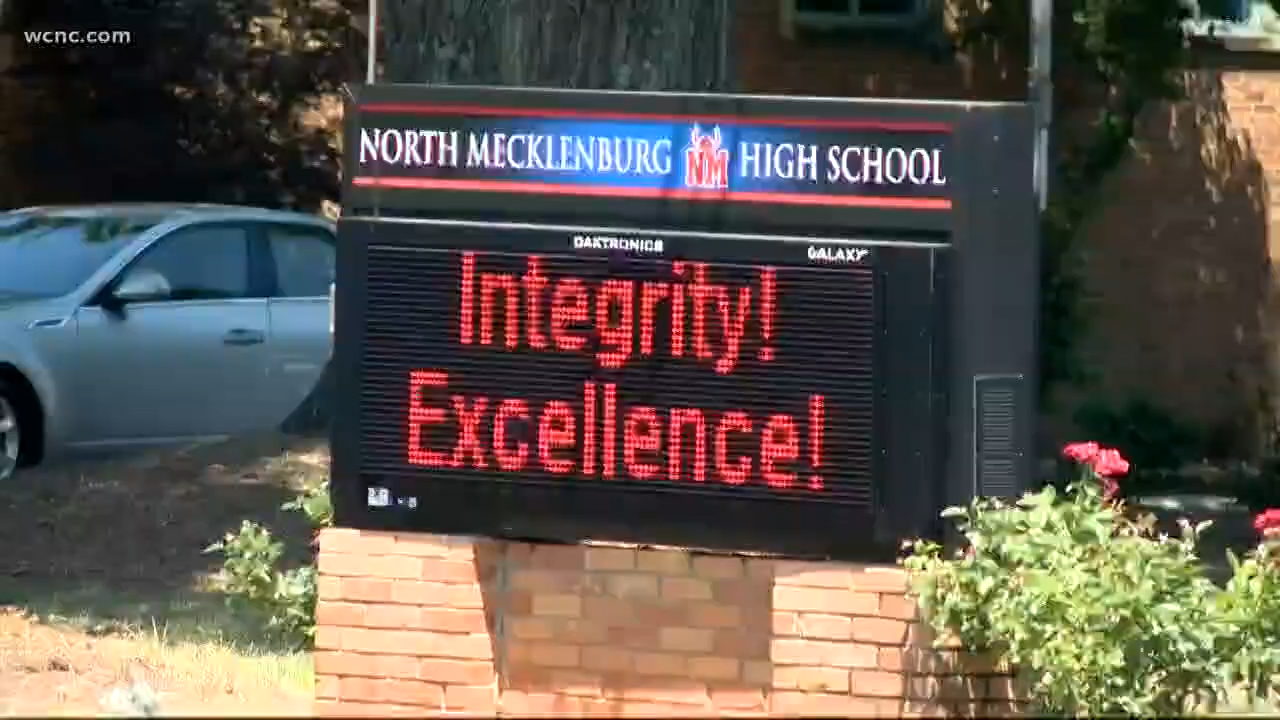 wcnc.com
NORTH MECKLENBURG NM HIGH SCHOOL
DAKTRONICS GALAXY
Integrity!
Excellence!